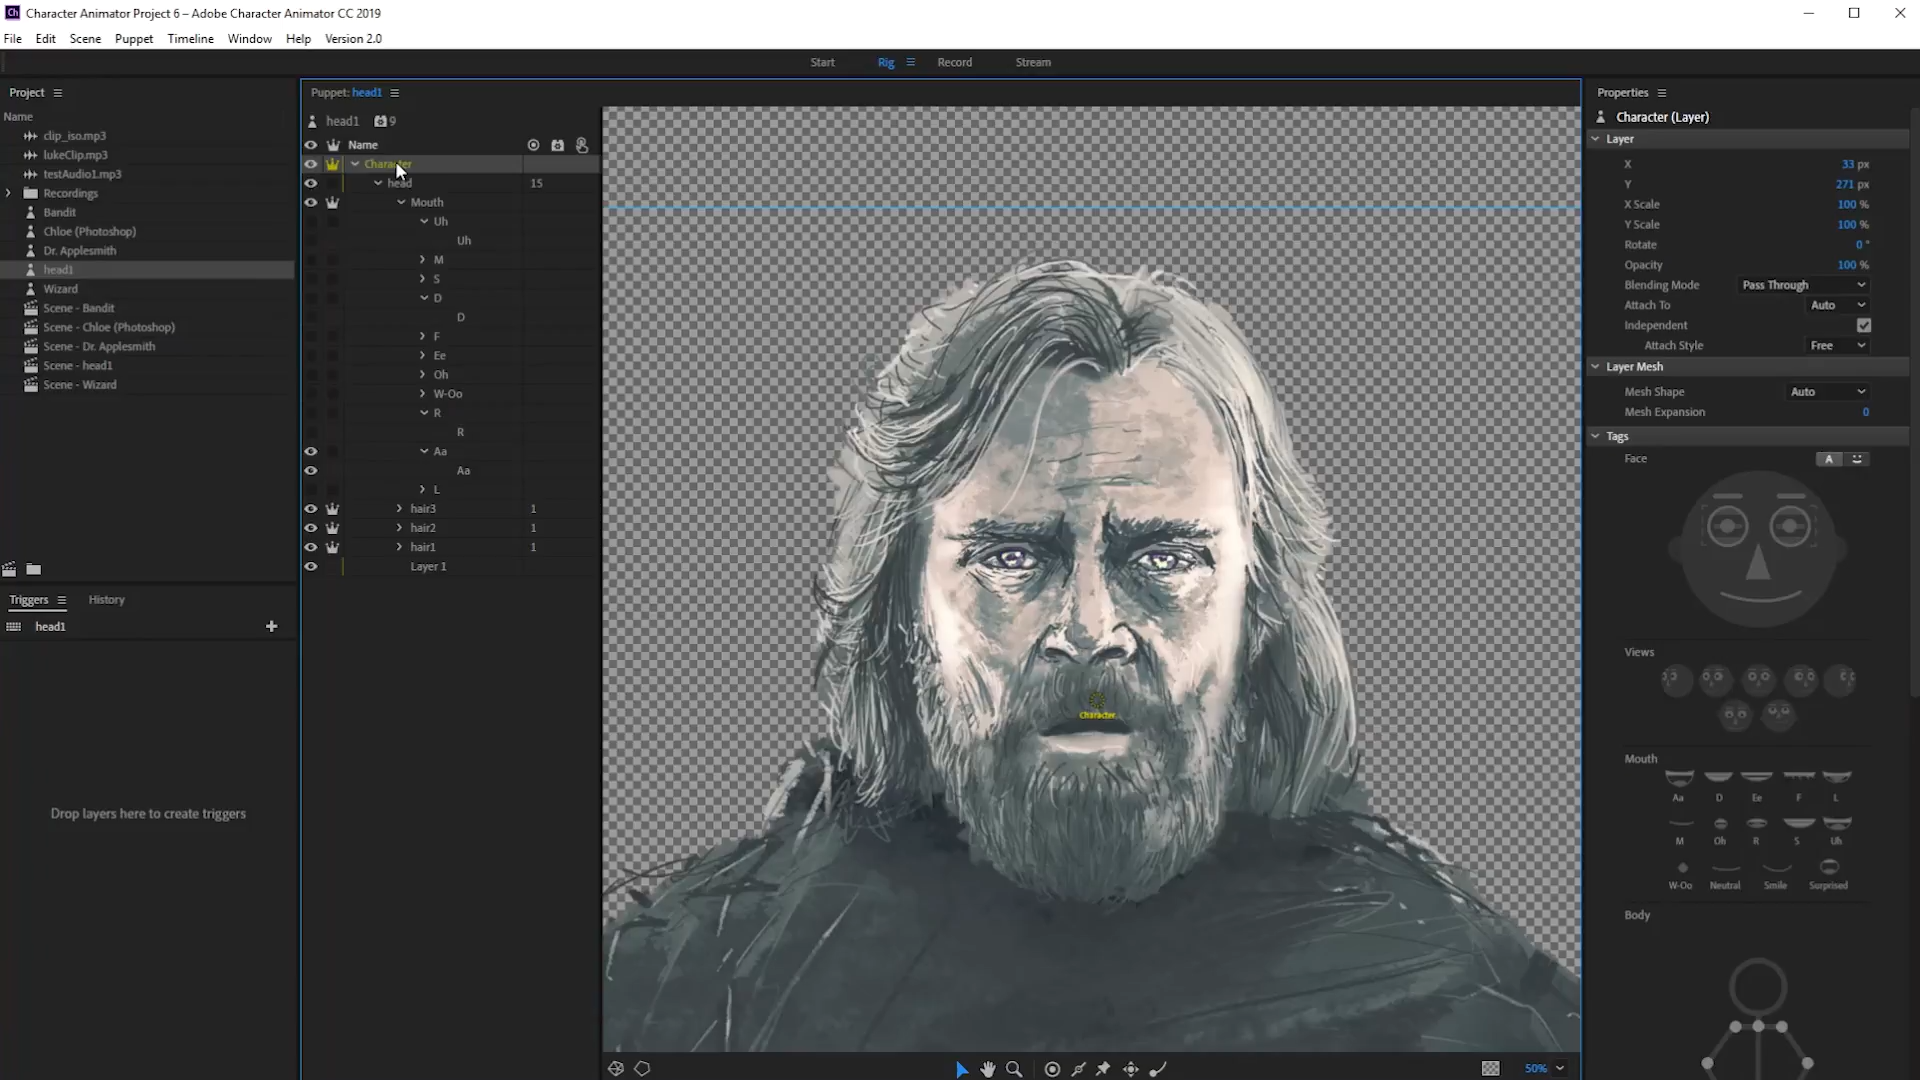 Ch Character Animator Project 6 – Adobe Character Animator CC 2019
File Edit Scene Puppet Timeline Window Help Version 2.0
Start Rig Record Stream
Project
Name
clip_iso.mp3
lukeClip.mp3
testAudio1.mp3
Recordings
Bandit
Chloe (Photoshop)
Dr. Applesmith
head1
Wizard
Scene - Bandit
Scene - Chloe (Photoshop)
Scene - Dr. Applesmith
Scene - head1
Scene - Wizard
Triggers History
head1
Drop layers here to create triggers
Puppet: head1
head1 9
Name
Character
head 15
Mouth
Uh
Uh
M
S
D
D
F
Ee
Oh
W-Oo
R
R
Aa
Aa
L
hair3 1
hair2 1
hair1 1
Layer 1
Character
50%
Properties
Character (Layer)
Layer
X 33 px
Y 271 px
X Scale 100 %
Y Scale 100 %
Rotate 0 °
Opacity 100 %
Blending Mode Pass Through
Attach To Auto
Independent
Attach Style Free
Layer Mesh
Mesh Shape Auto
Mesh Expansion 0
Tags
Face A
Views
Mouth
Aa D Ee F L
M Oh R S Uh
W-Oo Neutral Smile Surprised
Body